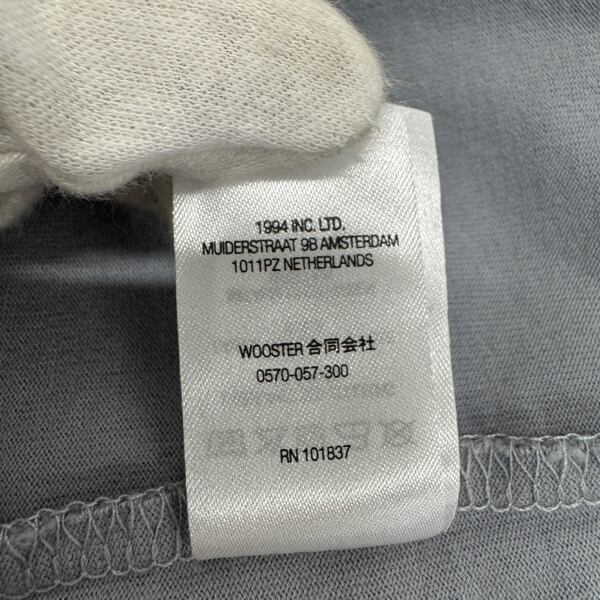 1994 INC. LTD.
MUIDERSTRAAT 9B AMSTERDAM
1011PZ NETHERLANDS
WOOSTER 合同会社
0570-057-300
RN 101837